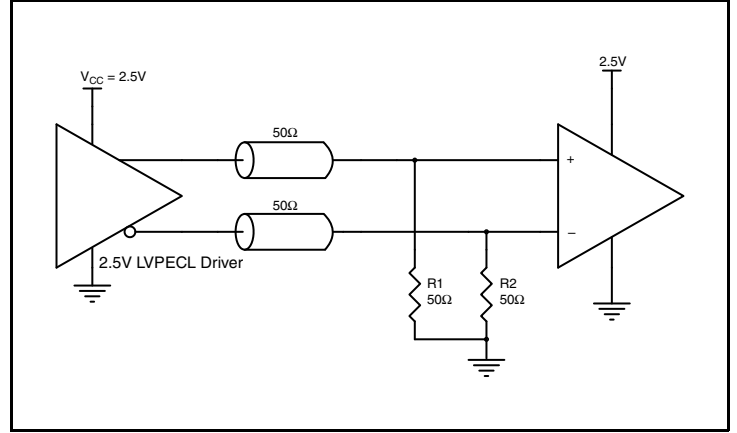 V_CC = 2.5V
2.5V
50Ω
+
50Ω
–
2.5V LVPECL Driver
R1
50Ω
R2
50Ω